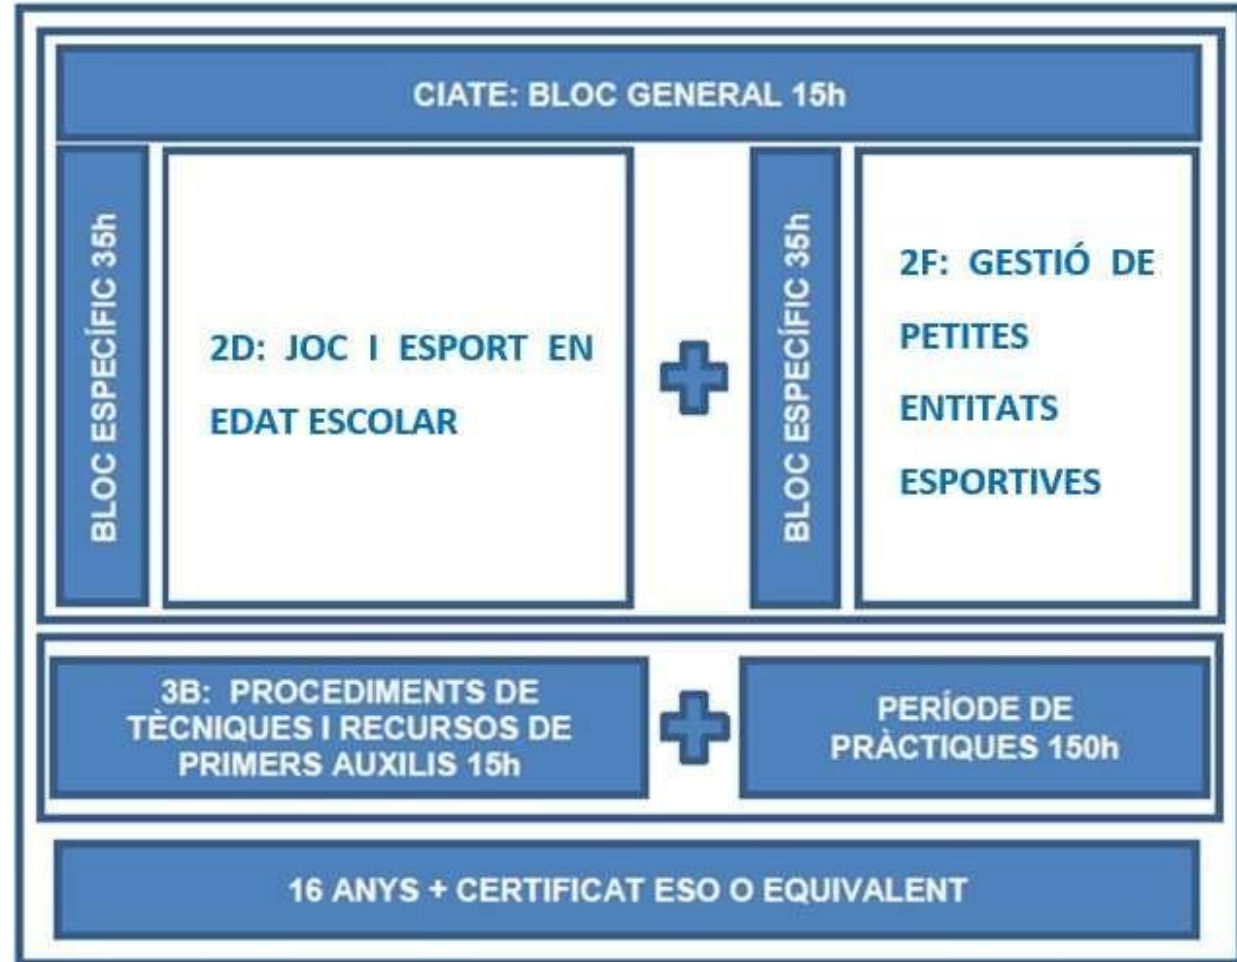 CIATE: BLOC GENERAL 15h
BLOC ESPECÍFIC 35h
2D: JOC I ESPORT EN
EDAT ESCOLAR
BLOC ESPECÍFIC 35h
2F: GESTIÓ DE
PETITES
ENTITATS
ESPORTIVES
3B: PROCEDIMENTS DE
TÈCNIQUES I RECURSOS DE
PRIMERS AUXILIS 15h
PERÍODE DE
PRÀCTIQUES 150h
16 ANYS + CERTIFICAT ESO O EQUIVALENT